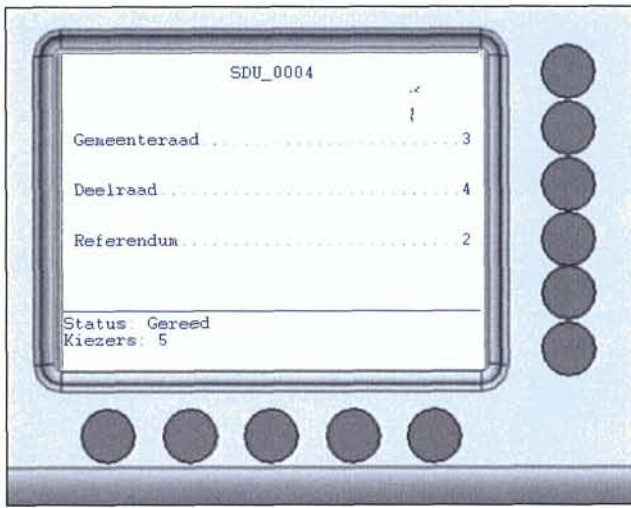 SDU_0004
Gemeenteraad.............................3
Deelraad.................................4
Referendum...............................2
Status: Gereed
Kiezers: 5